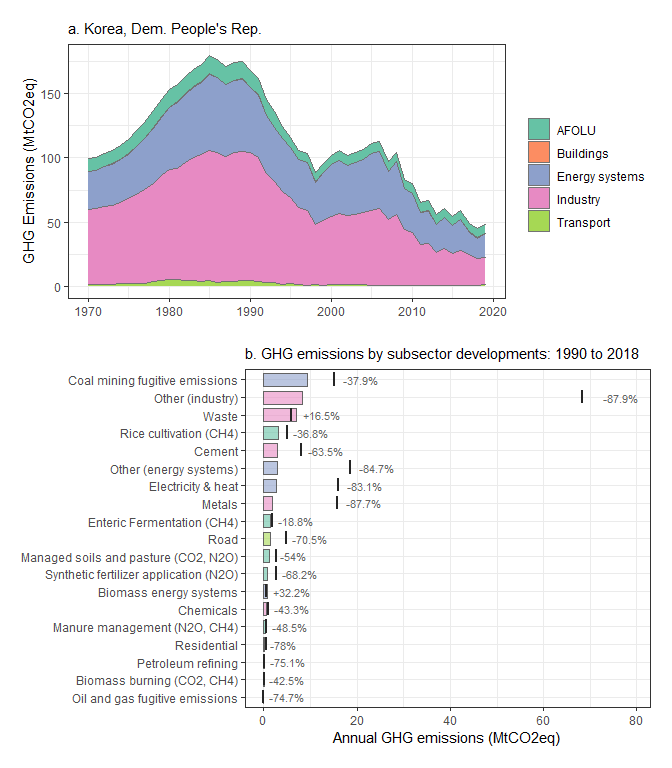 a. Korea, Dem. People's Rep.
GHG Emissions (MtCO2eq)
150
100
50
0
1970
1980
1990
2000
2010
2020
AFOLU
Buildings
Energy systems
Industry
Transport
b. GHG emissions by subsector developments: 1990 to 2018
Coal mining fugitive emissions -37.9%
Other (industry) -87.9%
Waste +16.5%
Rice cultivation (CH4) -36.8%
Cement -63.5%
Other (energy systems) -84.7%
Electricity & heat -83.1%
Metals -87.7%
Enteric Fermentation (CH4) -18.8%
Road -70.5%
Managed soils and pasture (CO2, N2O) -54%
Synthetic fertilizer application (N2O) -68.2%
Biomass energy systems +32.2%
Chemicals -43.3%
Manure management (N2O, CH4) -48.5%
Residential -78%
Petroleum refining -75.1%
Biomass burning (CO2, CH4) -42.5%
Oil and gas fugitive emissions -74.7%
0
20
40
60
80
Annual GHG emissions (MtCO2eq)